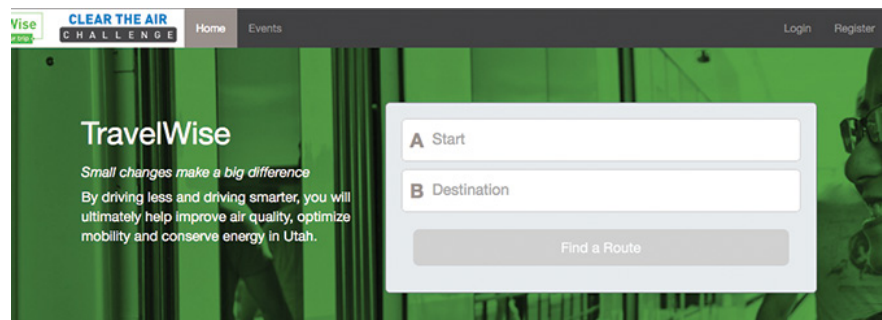 Wise
CLEAR THE AIR
CHALLENGE
Home
Events
Login
Register
TravelWise
Small changes make a big difference
By driving less and driving smarter, you will
ultimately help improve air quality, optimize
mobility and conserve energy in Utah.
A Start
B Destination
Find a Route